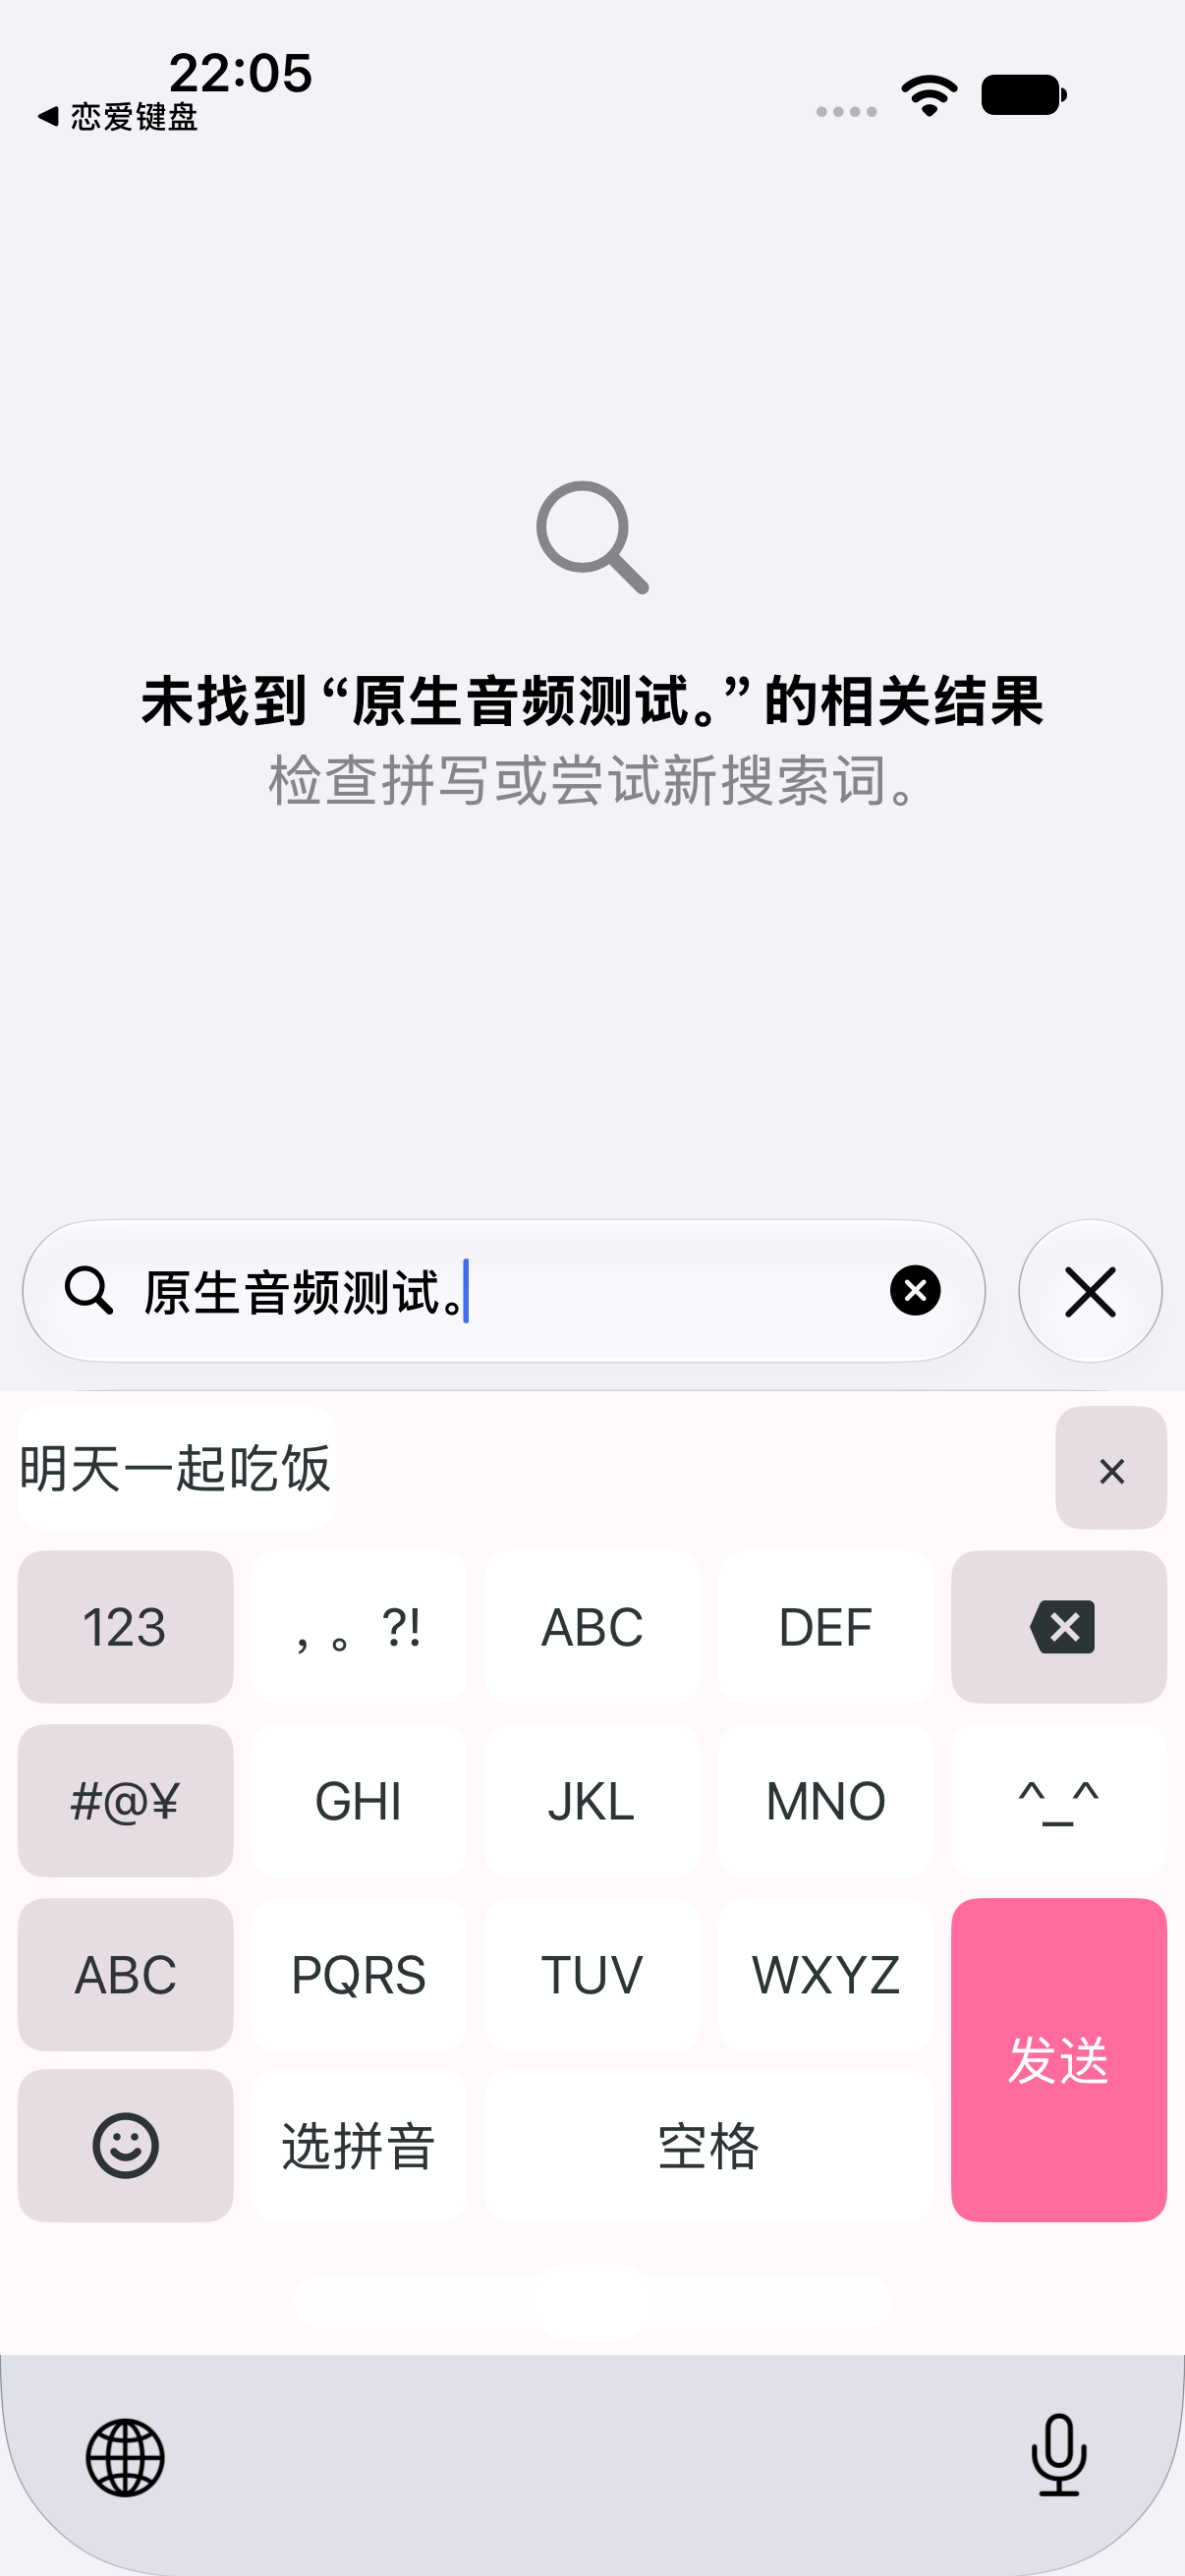 22:05
恋爱键盘
未找到 “原生音频测试。” 的相关结果
检查拼写或尝试新搜索词。
原生音频测试。
明天一起吃饭 ×
123 ，。?! ABC DEF
#@¥ GHI JKL MNO ^_^
ABC PQRS TUV WXYZ
发送
选拼音 空格